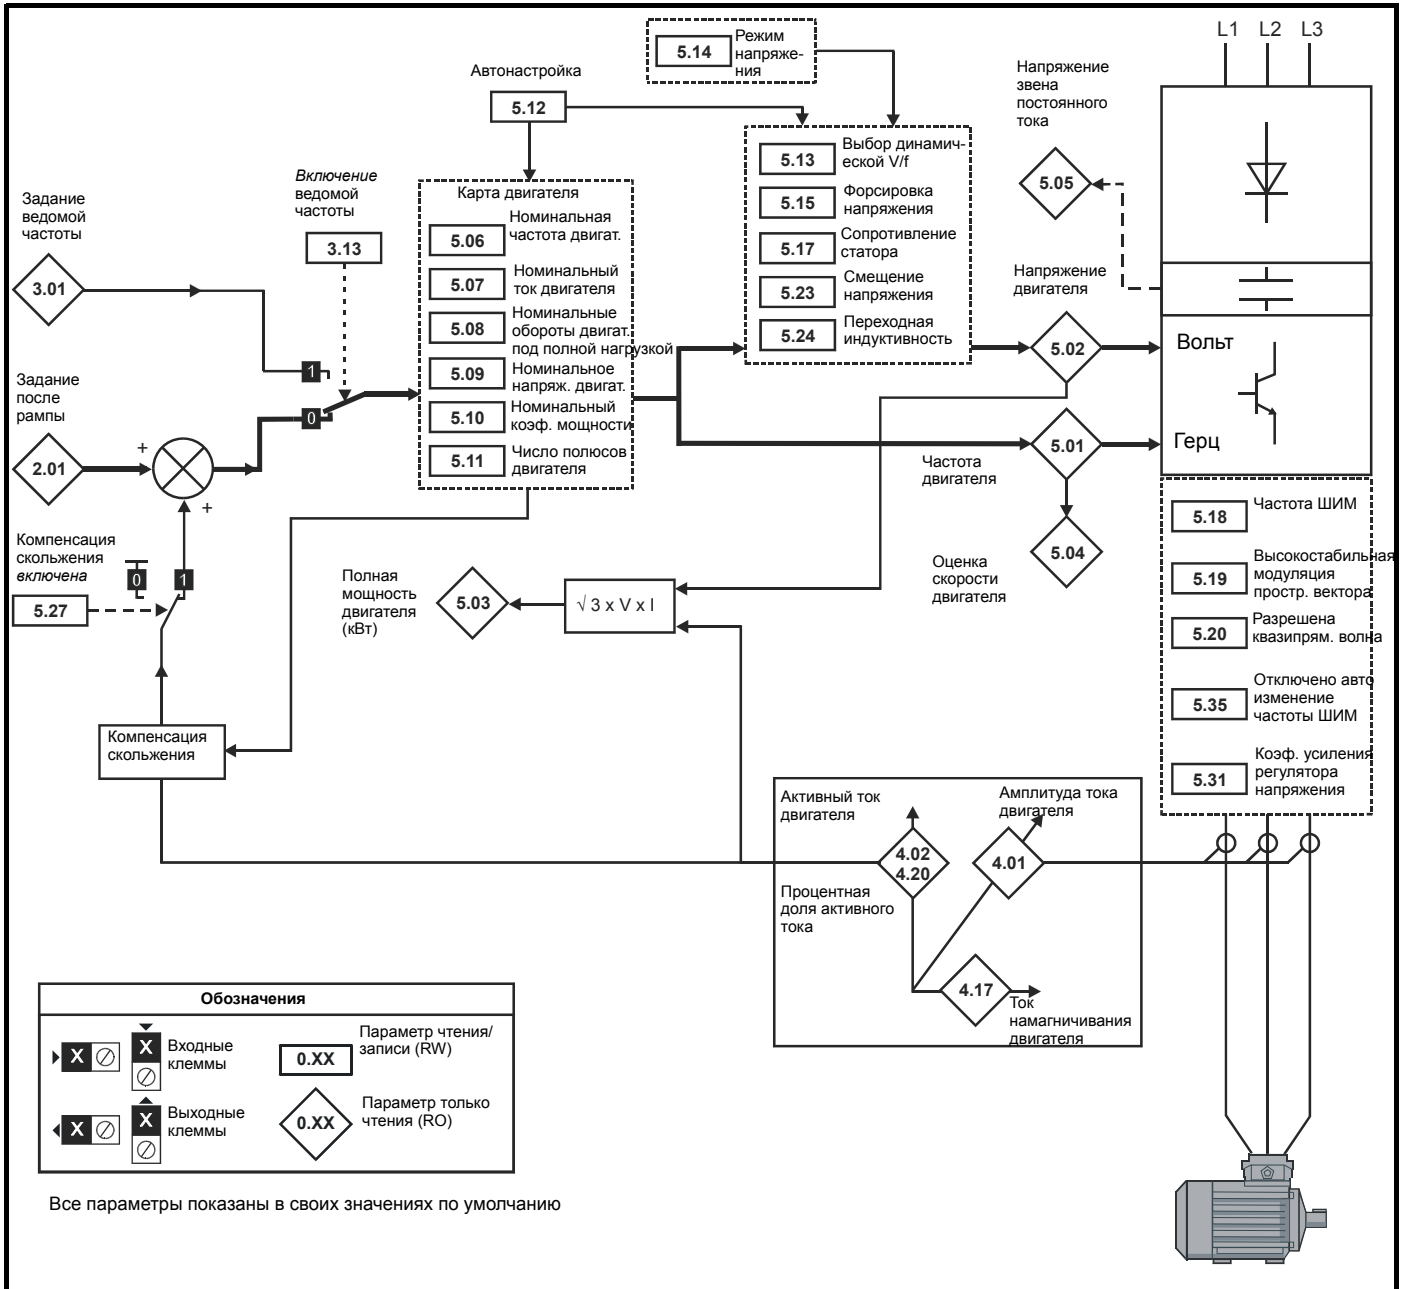 L1 L2 L3
5.14
Режим
напряже-
ния
Автонастройка
5.12
Напряжение
звена
постоянного
тока
5.05
Включение
ведомой
частоты
3.13
Задание
ведомой
частоты
3.01
Карта двигателя
5.06
Номинальная
частота двигат.
5.07
Номинальный
ток двигателя
5.08
Номинальные
обороты двигат.
под полной нагрузкой
5.09
Номинальное
напряж. двигат.
5.10
Номинальный
коэф. мощности
5.11
Число полюсов
двигателя
5.13
Выбор динамич-
еской V/f
5.15
Форсировка
напряжения
5.17
Сопротивление
статора
5.23
Смещение
напряжения
5.24
Переходная
индуктивность
Напряжение
двигателя
5.02
Вольт
1
0
Задание
после
рампы
2.01
+
+
5.01
Герц
Частота
двигателя
5.04
Оценка
скорости
двигателя
Компенсация
скольжения
включена
0
1
5.27
Полная
мощность
двигателя
(кВт)
5.03
√ 3 x V x I
5.18
Частота ШИМ
5.19
Высокостабильная
модуляция
простр. вектора
5.20
Разрешена
квазипрям. волна
5.35
Отключено авто
изменение
частоты ШИМ
5.31
Коэф. усиления
регулятора
напряжения
Компенсация
скольжения
Активный ток
двигателя
Амплитуда тока
двигателя
4.02
4.20
4.01
Процентная
доля активного
тока
4.17
Ток
намагничивания
двигателя
Обозначения
X
X
Входные
клеммы
0.XX
Параметр чтения/
записи (RW)
X
X
Выходные
клеммы
0.XX
Параметр только
чтения (RO)
Все параметры показаны в своих значениях по умолчанию